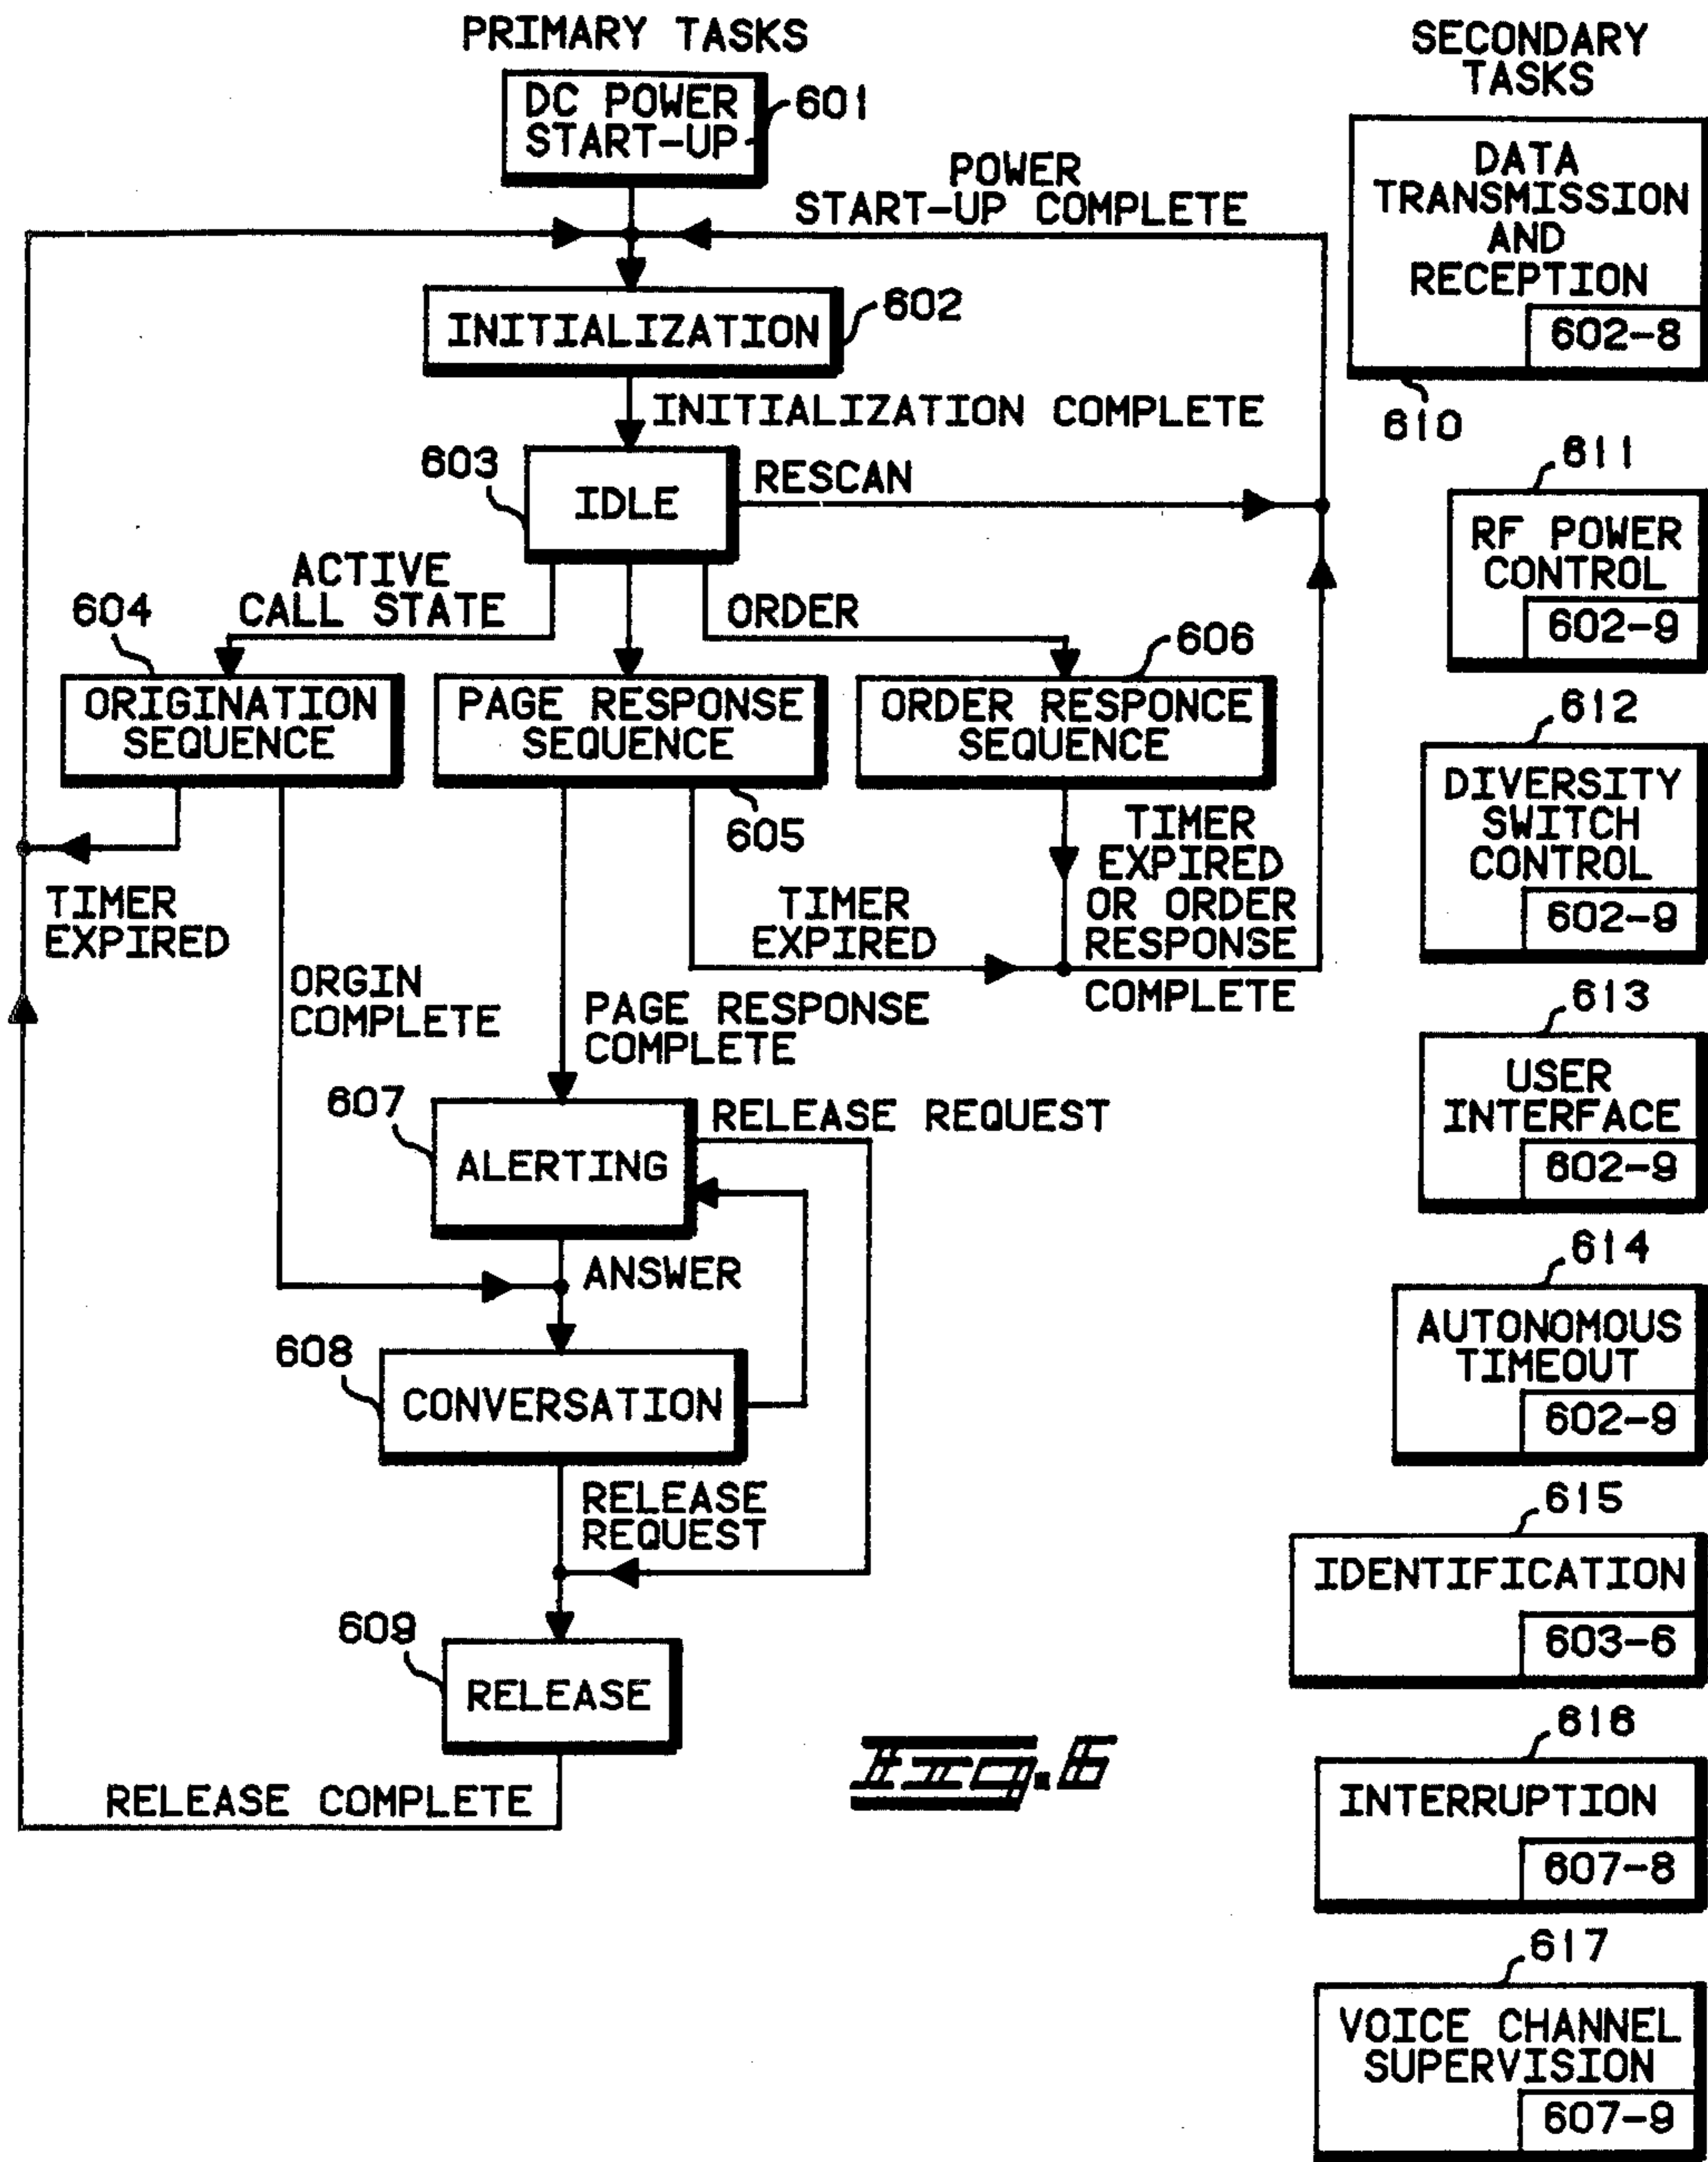 PRIMARY TASKS
DC POWER
START-UP
601
POWER
START-UP COMPLETE
INITIALIZATION
602
INITIALIZATION COMPLETE
603
IDLE
RESCAN
ACTIVE
CALL STATE
ORDER
604
ORIGINATION
SEQUENCE
PAGE RESPONSE
SEQUENCE
605
606
ORDER RESPONCE
SEQUENCE
TIMER
EXPIRED
ORGIN
COMPLETE
PAGE RESPONSE
COMPLETE
TIMER
EXPIRED
TIMER
EXPIRED
OR ORDER
RESPONSE
COMPLETE
607
ALERTING
RELEASE REQUEST
ANSWER
608
CONVERSATION
RELEASE
REQUEST
609
RELEASE
RELEASE COMPLETE
Fig. 6
SECONDARY
TASKS
DATA
TRANSMISSION
AND
RECEPTION
602-8
610
611
RF POWER
CONTROL
602-9
612
DIVERSITY
SWITCH
CONTROL
602-9
613
USER
INTERFACE
602-9
614
AUTONOMOUS
TIMEOUT
602-9
615
IDENTIFICATION
603-6
616
INTERRUPTION
607-8
617
VOICE CHANNEL
SUPERVISION
607-9